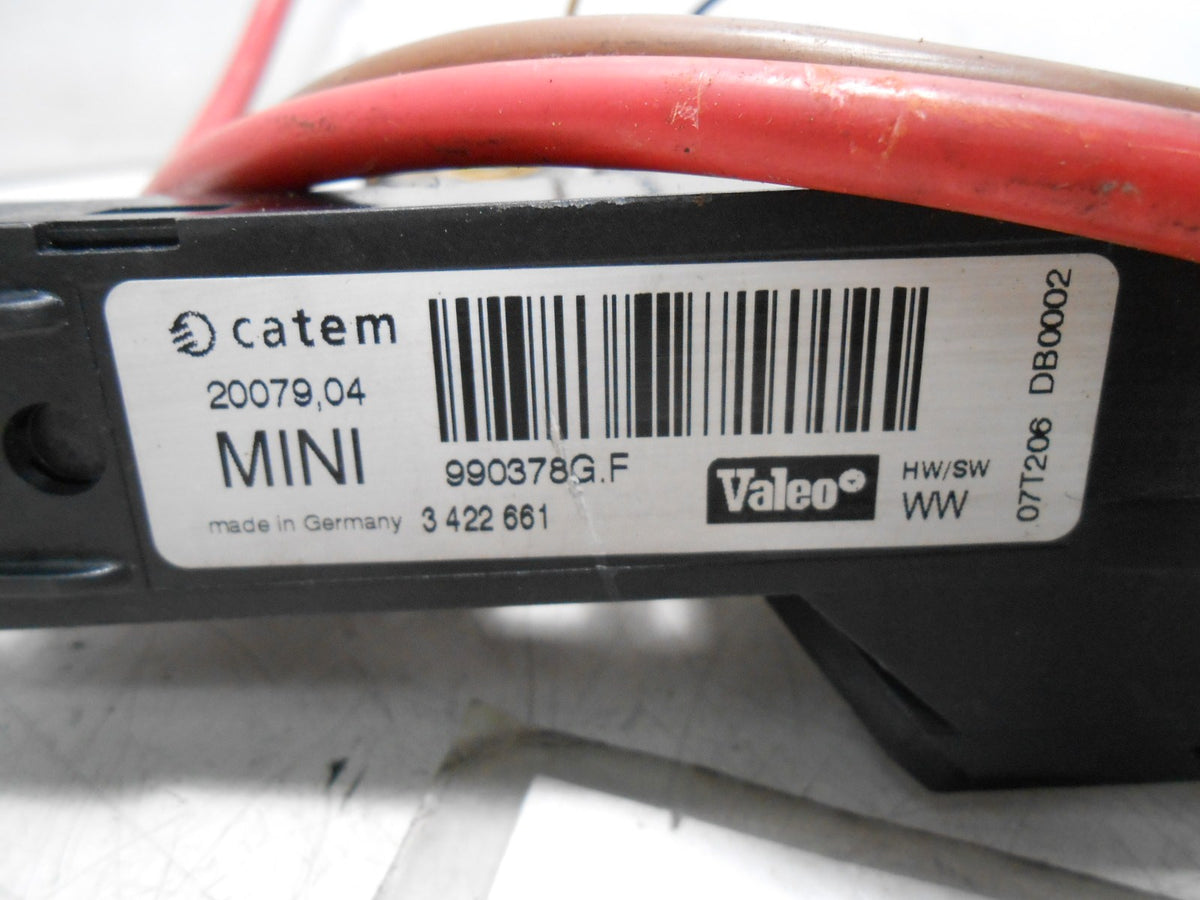 catem
20079,04
MINI
made in Germany
990378G.F
3 422 661
Valeo
HW/SW
WW
07T206 DB0002